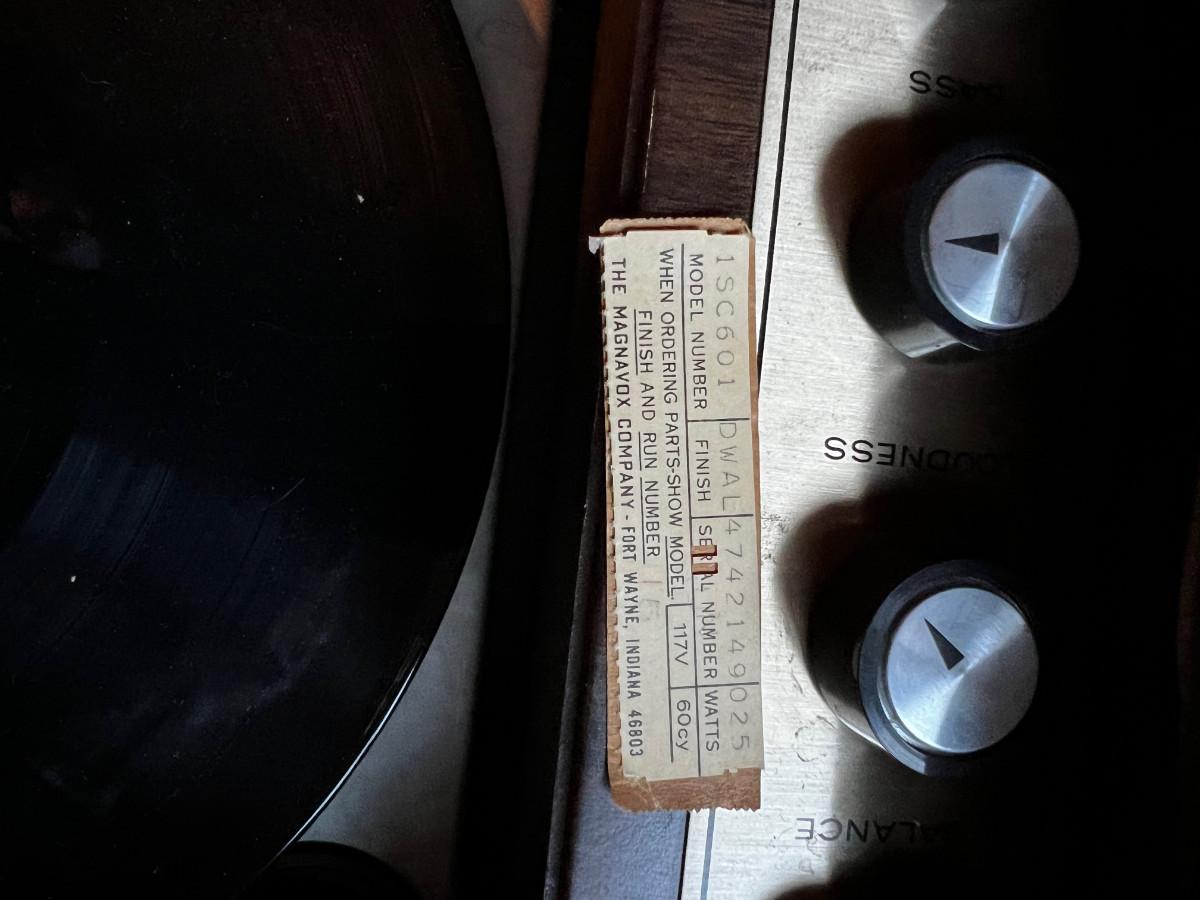 1SC601 DWAL 4742149 025
MODEL NUMBER FINISH SERIAL NUMBER WATTS
WHEN ORDERING PARTS-SHOW MODEL, 117V 60cy
FINISH AND RUN NUMBER
THE MAGNAVOX COMPANY - FORT WAYNE, INDIANA 46803
BASS
LOUDNESS
BALANCE